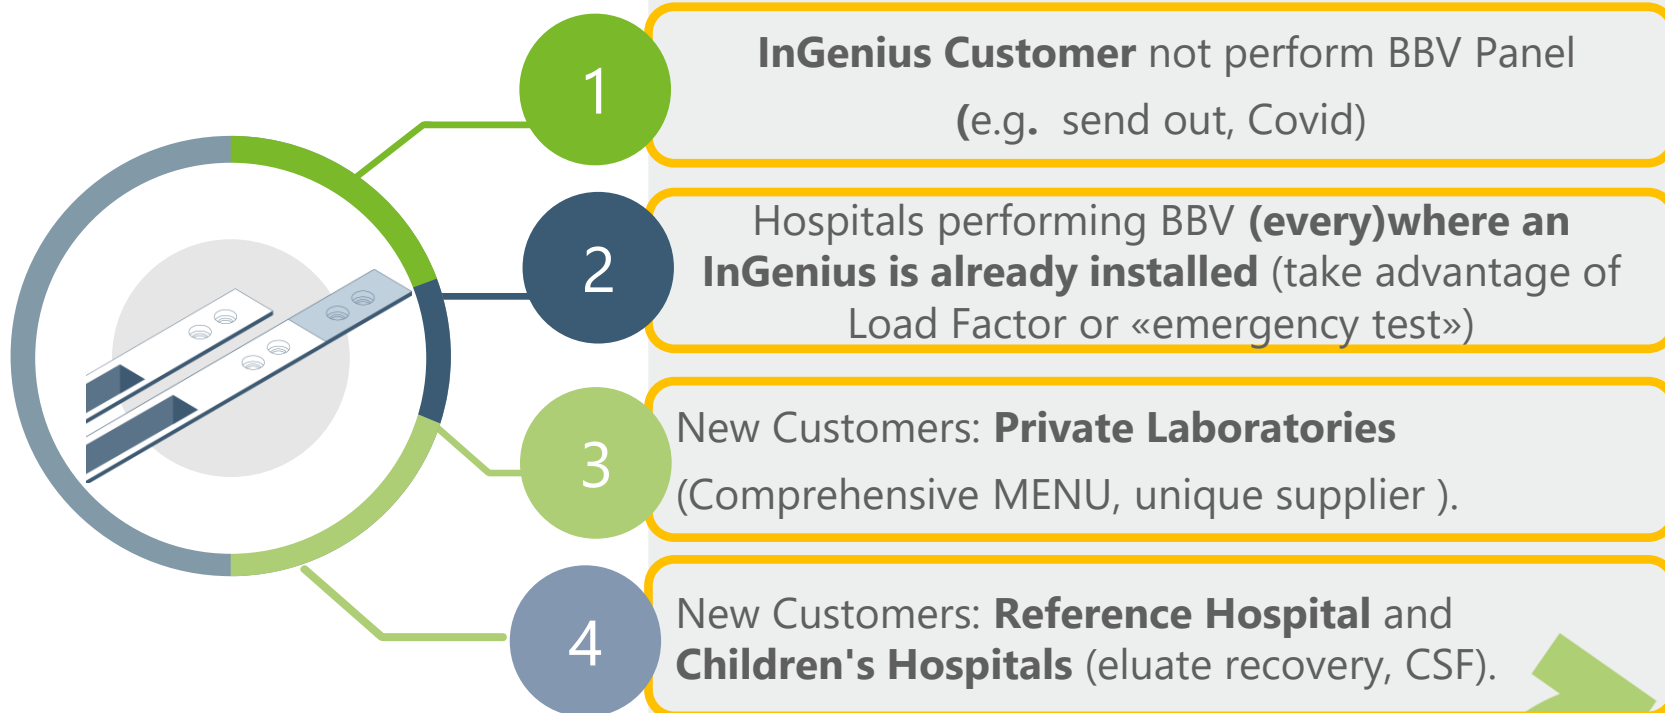 1
InGenius Customer not perform BBV Panel
(e.g. send out, Covid)
2
Hospitals performing BBV (every)where an
InGenius is already installed (take advantage of
Load Factor or «emergency test»)
3
New Customers: Private Laboratories
(Comprehensive MENU, unique supplier ).
4
New Customers: Reference Hospital and
Children's Hospitals (eluate recovery, CSF).